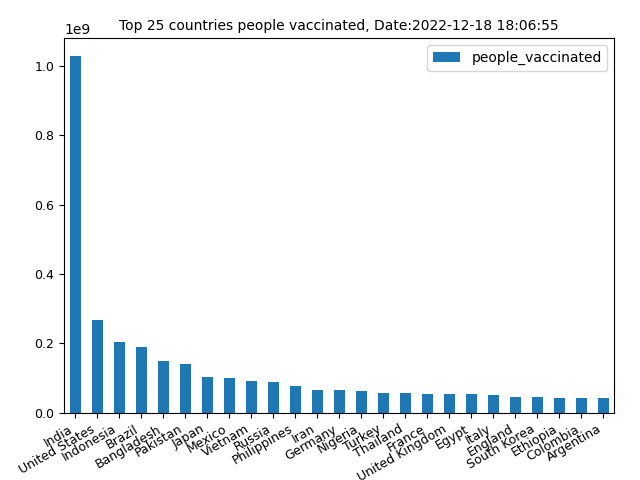 Top 25 countries people vaccinated, Date:2022-12-18 18:06:55
1e9
people_vaccinated
1.0
0.8
0.6
0.4
0.2
0.0
India
United States
Indonesia
Brazil
Bangladesh
Pakistan
Japan
Mexico
Vietnam
Russia
Philippines
Iran
Germany
Nigeria
Turkey
Thailand
France
United Kingdom
Egypt
Italy
England
South Korea
Ethiopia
Colombia
Argentina